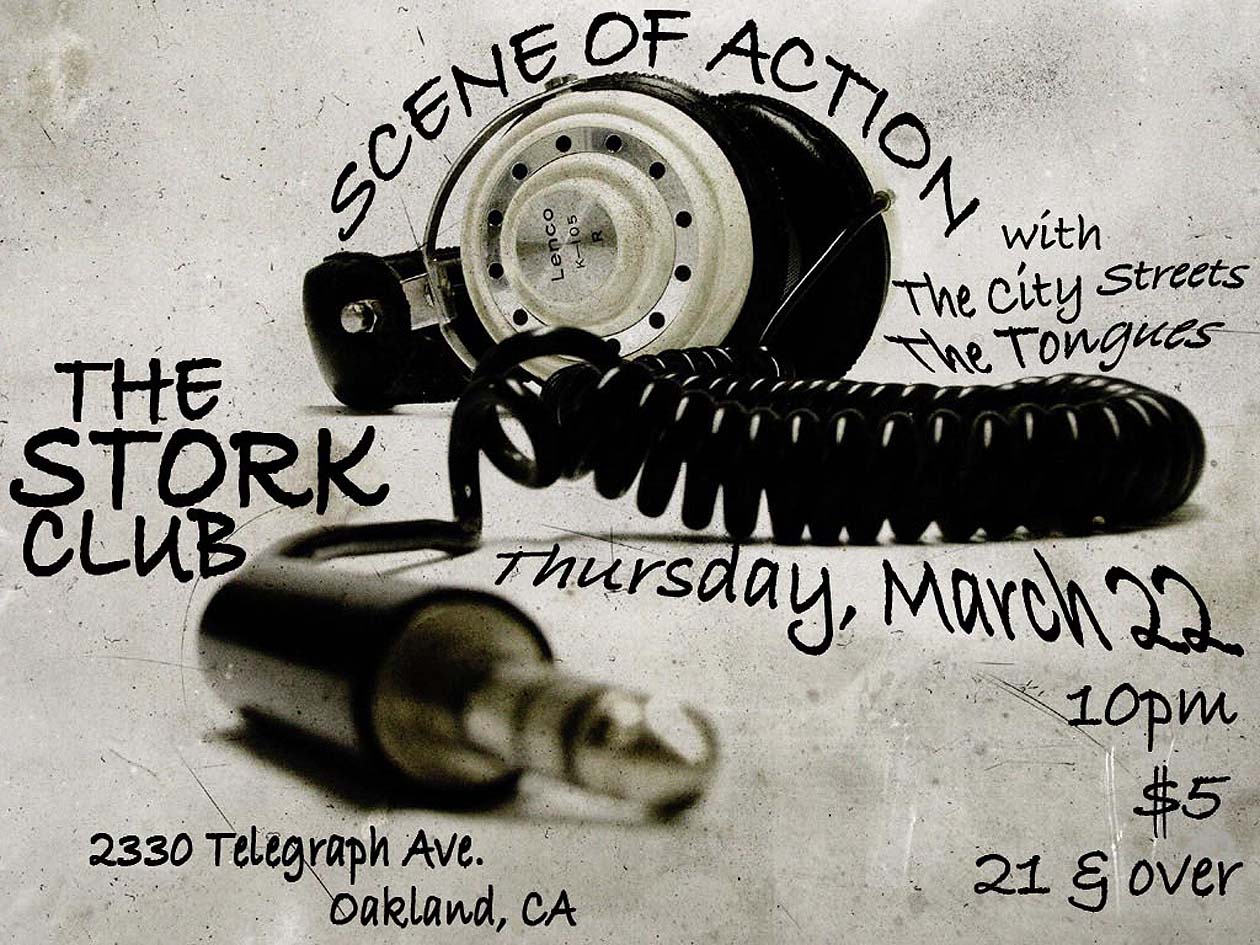 SCENE OF ACTION
with
The City Streets
The Tongues
Lenco
K-105
R
THE
STORK
CLUB
Thursday, March 22
10pm
$5
21 & over
2330 Telegraph Ave.
Oakland, CA